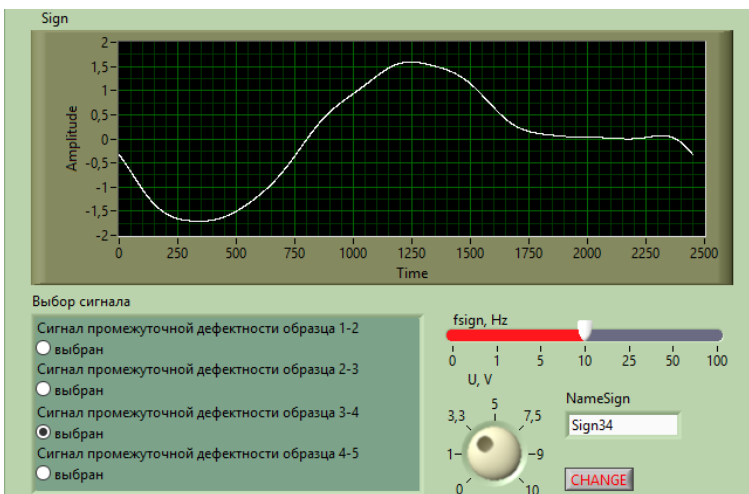 Sign
2
1,5
1
0,5
0
-0,5
-1
-1,5
-2
Amplitude
0 250 500 750 1000 1250 1500 1750 2000 2250 2500
Time
Выбор сигнала
Сигнал промежуточной дефектности образца 1-2
выбран
Сигнал промежуточной дефектности образца 2-3
выбран
Сигнал промежуточной дефектности образца 3-4
выбран
Сигнал промежуточной дефектности образца 4-5
выбран
fsign, Hz
0 1 5 10 25 50 100
U, V
0 1 3,3 5 7,5 9 10
NameSign
Sign34
CHANGE